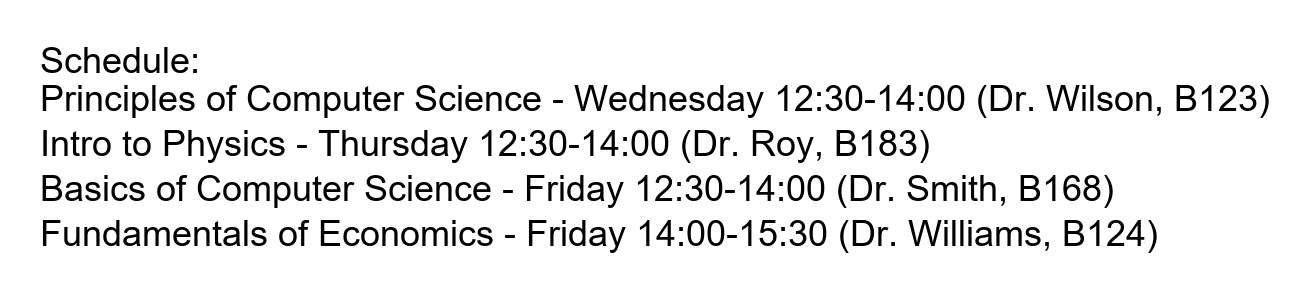 Schedule:
Principles of Computer Science - Wednesday 12:30-14:00 (Dr. Wilson, B123)
Intro to Physics - Thursday 12:30-14:00 (Dr. Roy, B183)
Basics of Computer Science - Friday 12:30-14:00 (Dr. Smith, B168)
Fundamentals of Economics - Friday 14:00-15:30 (Dr. Williams, B124)